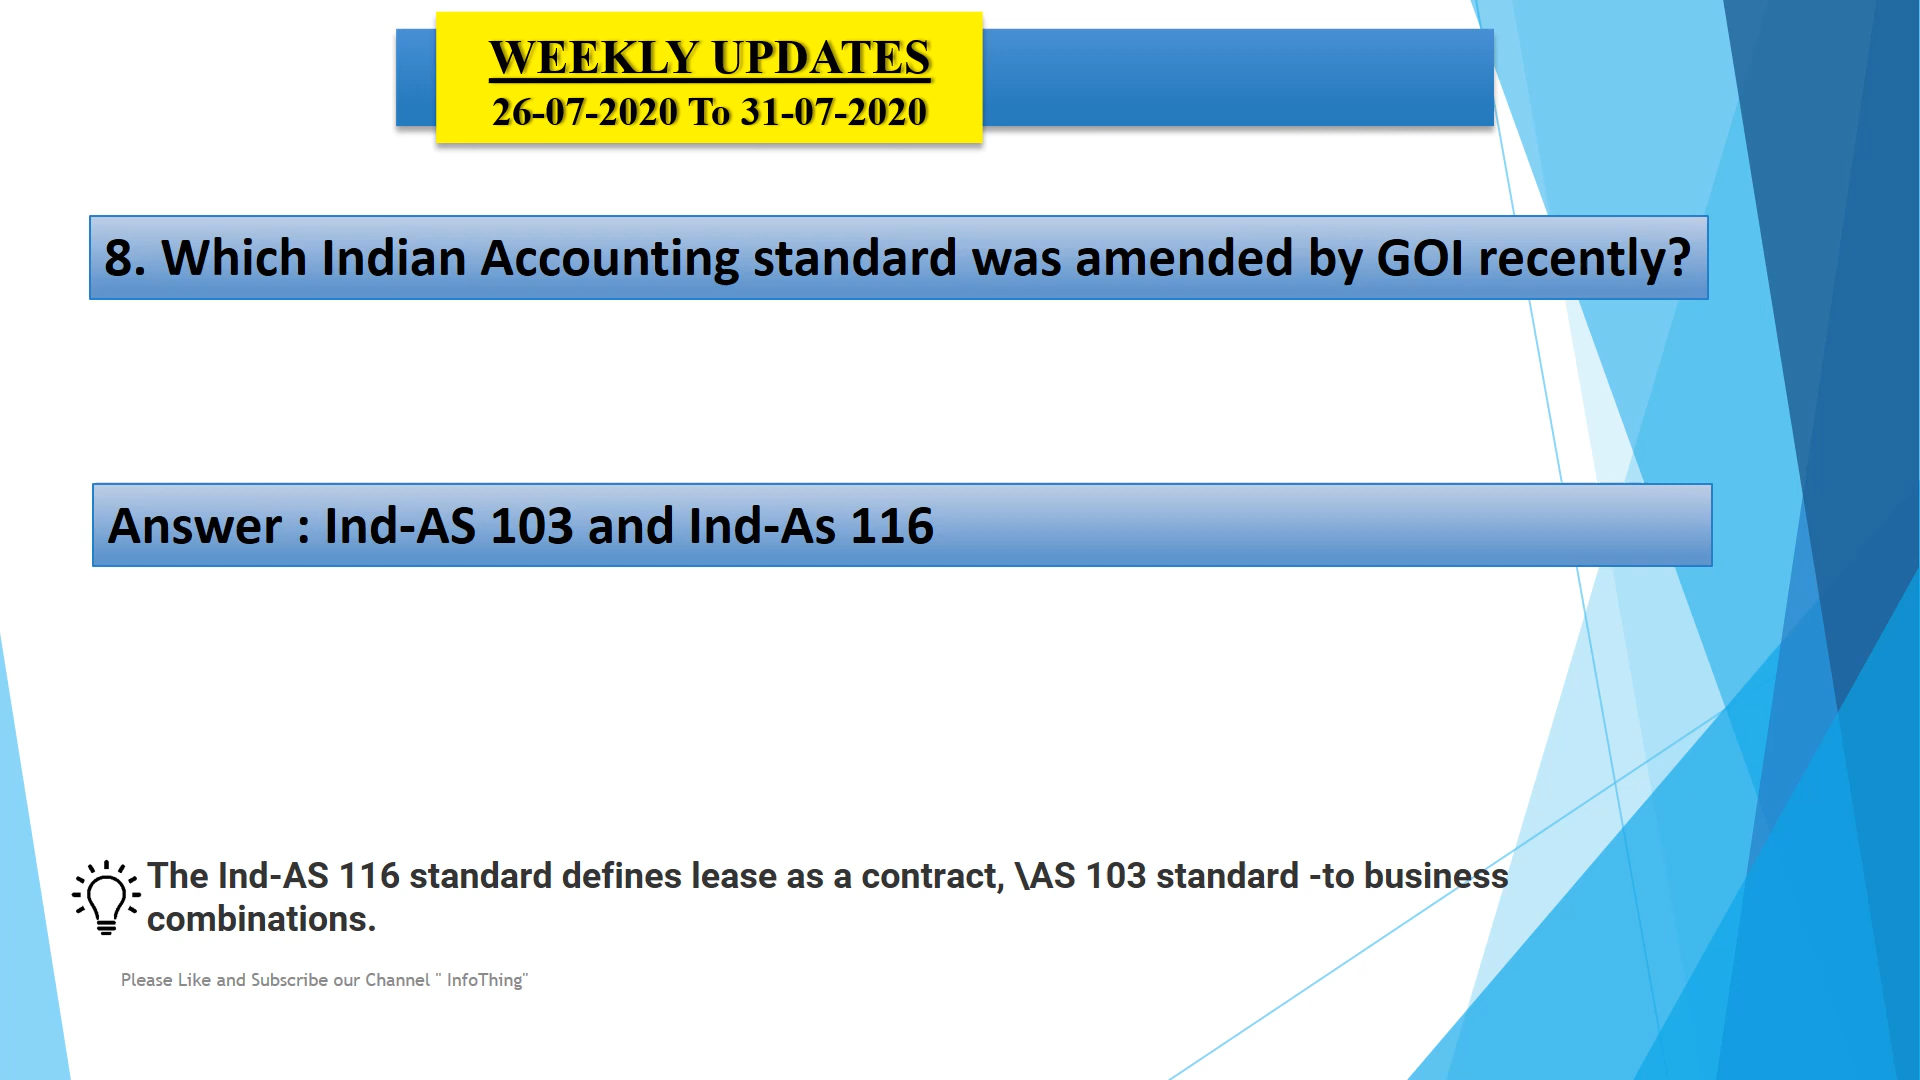 WEEKLY UPDATES
26-07-2020 To 31-07-2020
8. Which Indian Accounting standard was amended by GOI recently?
Answer : Ind-AS 103 and Ind-As 116
The Ind-AS 116 standard defines lease as a contract, \AS 103 standard -to business
combinations.
Please Like and Subscribe our Channel " InfoThing"